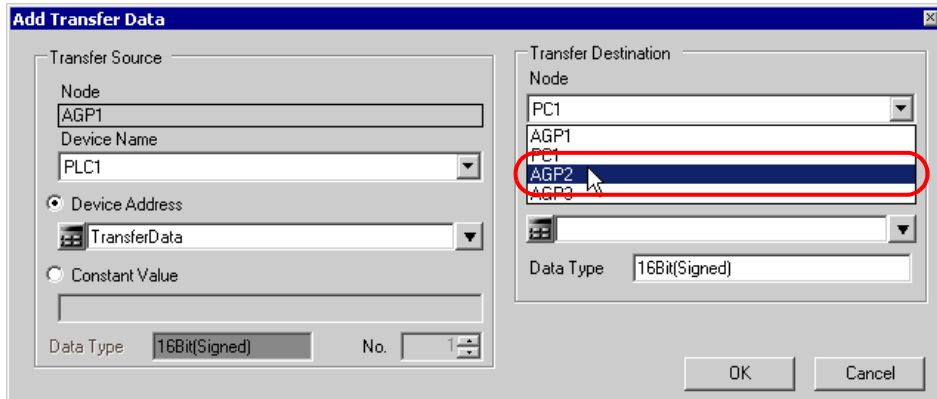 Add Transfer Data
Transfer Source
Node
AGP1
Device Name
PLC1
Device Address
TransferData
Constant Value
Data Type 16Bit(Signed) No. 1
Transfer Destination
Node
PC1
AGP1
PC1
AGP2
AGP3
Data Type 16Bit(Signed)
OK Cancel